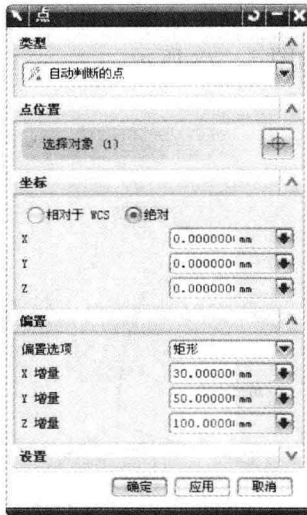 点
类型
自动判断的点
点位置
选择对象 (1)
坐标
相对于 WCS 绝对
X 0.000000 mm
Y 0.000000 mm
Z 0.000000 mm
偏置
偏置选项 矩形
X 增量 30.00000 mm
Y 增量 50.00000 mm
Z 增量 100.0000 mm
设置
确定 应用 取消